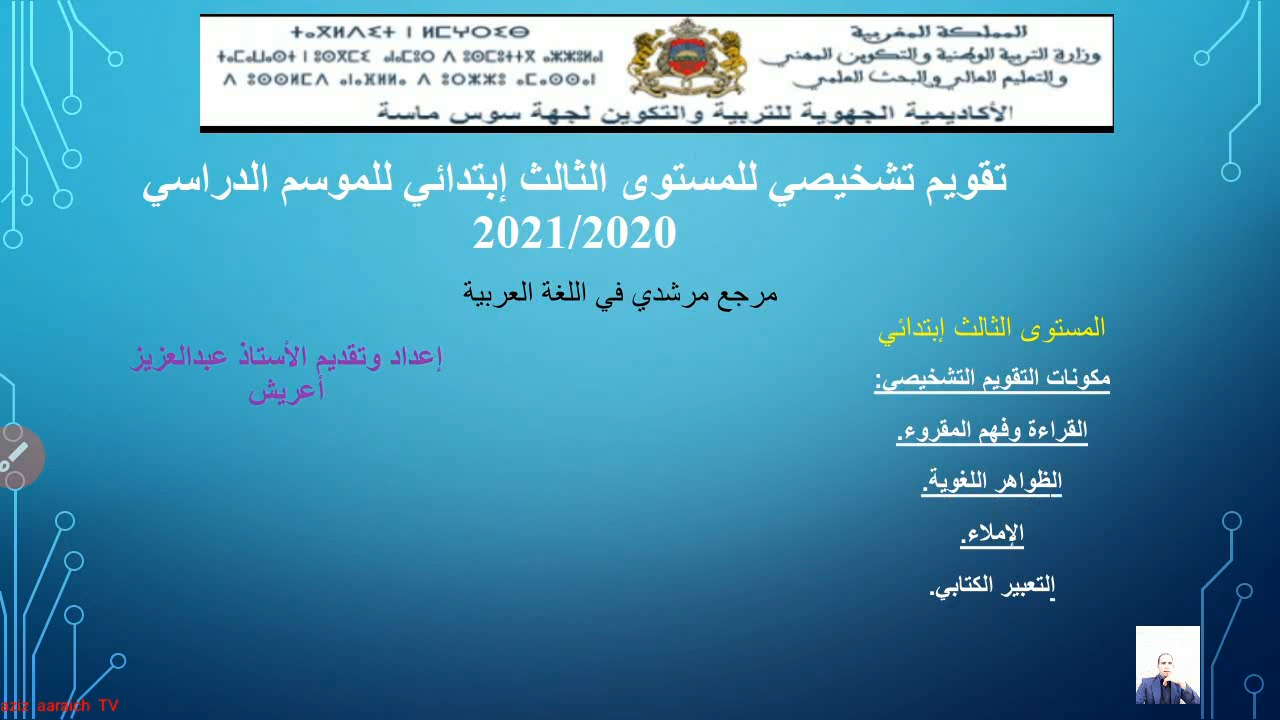 ⵜⴰⴳⵍⴷⵉⵜ ⵏ ⵍⵎⵖⵔⵉⴱ
المملكة المغربية
وزارة التربية الوطنية والتكوين المهني
والتعليم العالي والبحث العلمي
الأكاديمية الجهوية للتربية والتكوين لجهة سوس ماسة
تقويم تشخيصي للمستوى الثالث إبتدائي للموسم الدراسي
2021/2020
مرجع مرشدي في اللغة العربية
المستوى الثالث إبتدائي
مكونات التقويم التشخيصي:
القراءة وفهم المقروء.
الظواهر اللغوية.
الإملاء.
التعبير الكتابي.
إعداد وتقديم الأستاذ عبدالعزيز
أعريش
aziz aaraich TV